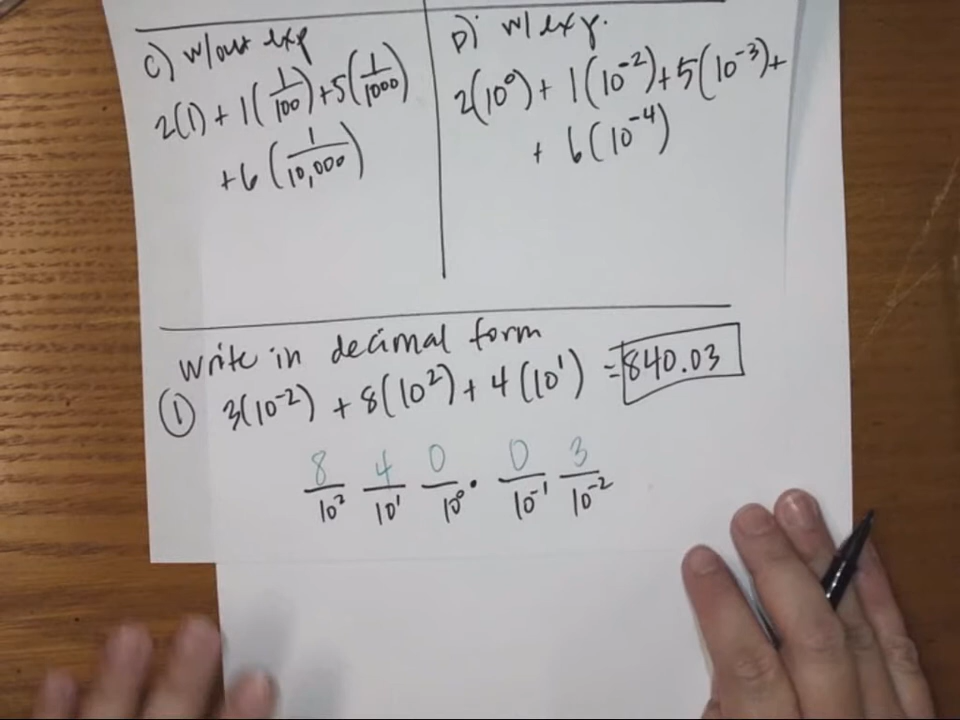 C) w/out exp
2(1) + 1(1/100) + 5(1/1000)
+ 6(1/10,000)
D) w/ exp.
2(10⁰) + 1(10⁻²) + 5(10⁻³) +
+ 6(10⁻⁴)
Write in decimal form
① 3(10⁻²) + 8(10²) + 4(10¹) = 840.03
8 4 0 . 0 3
10² 10¹ 10⁰ 10⁻¹ 10⁻²